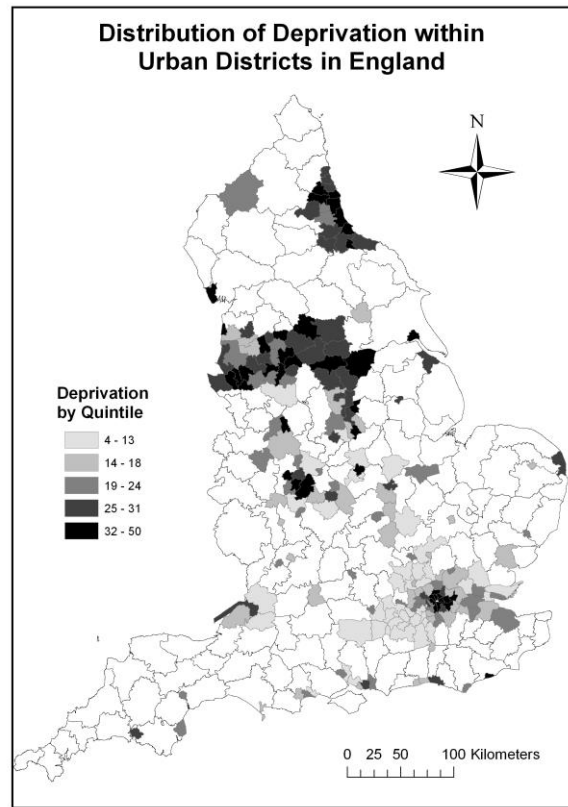 Distribution of Deprivation within
Urban Districts in England
N
Deprivation
by Quintile
4 - 13
14 - 18
19 - 24
25 - 31
32 - 50
0 25 50 100 Kilometers